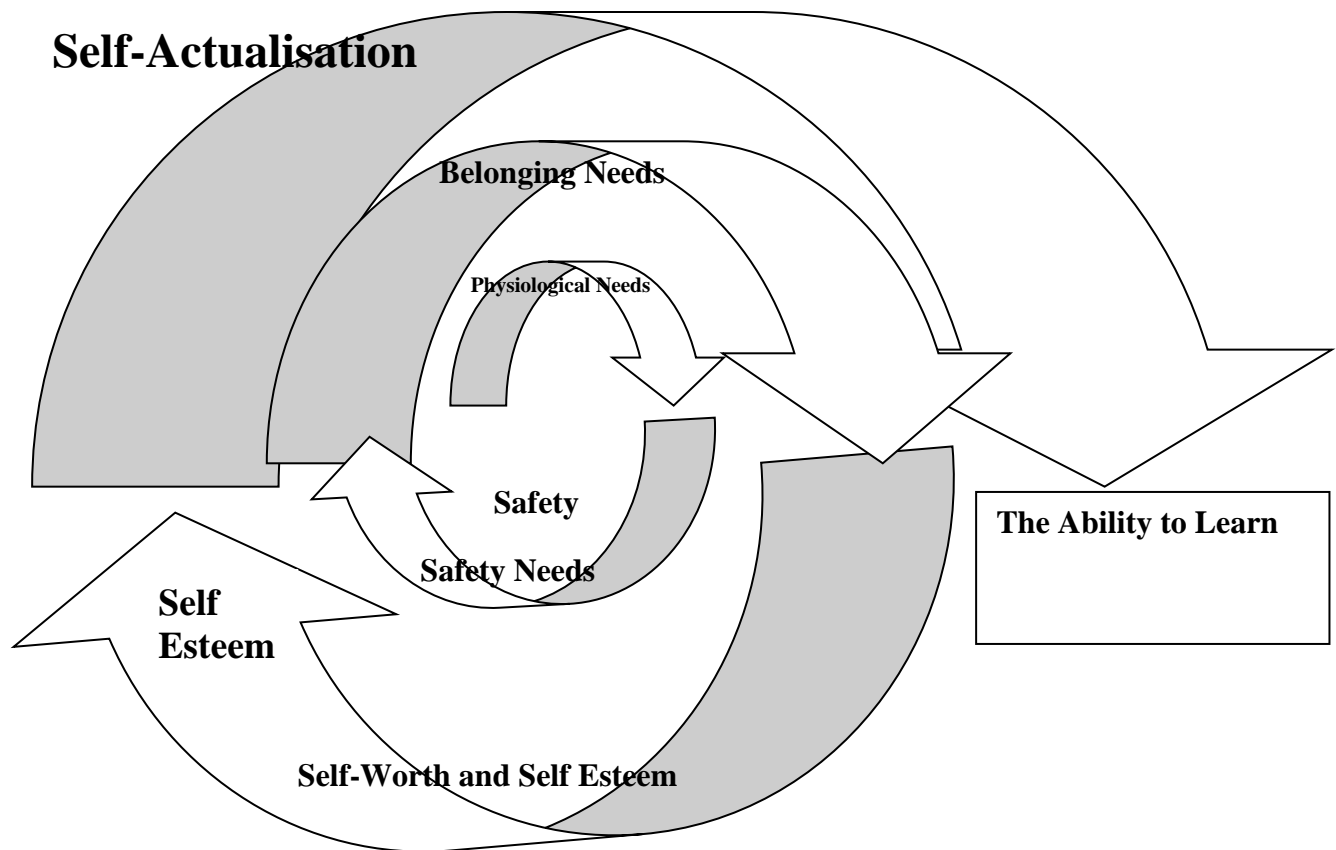 Self-Actualisation
Belonging Needs
Physiological Needs
Safety
The Ability to Learn
Safety Needs
Self
Esteem
Self-Worth and Self Esteem